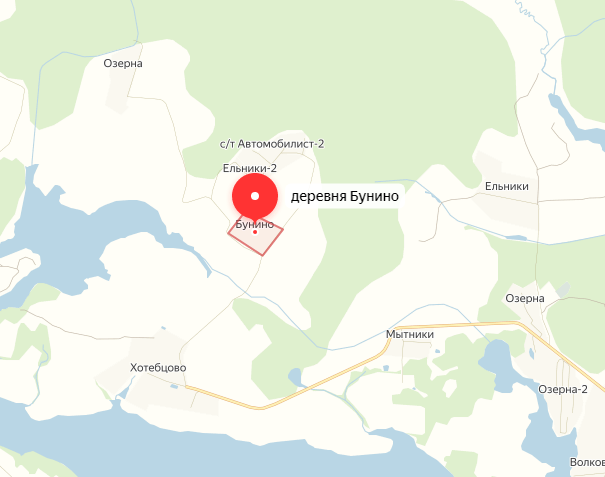 Озерна
с/т Автомобилист-2
Ельники-2
деревня Бунино
Ельники
Бунино
Озерна
Мытники
Хотебцово
Озерна-2
Волков